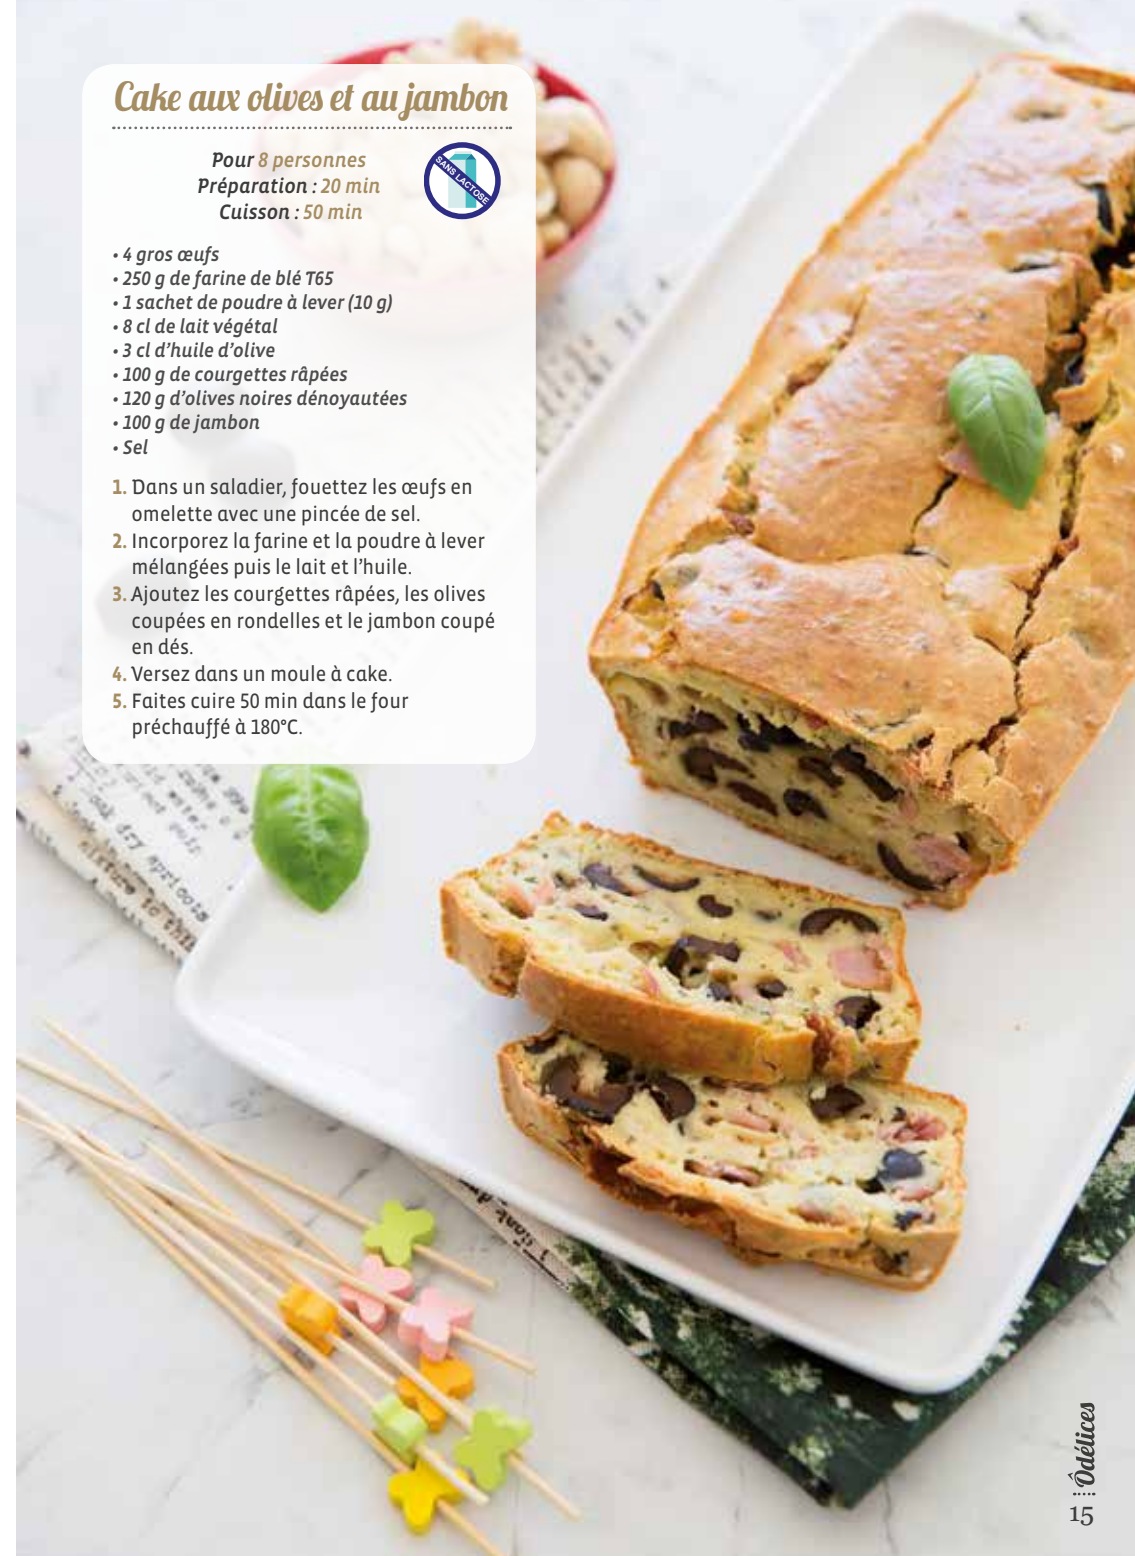 Cake aux olives et au jambon
Pour 8 personnes
Préparation : 20 min
Cuisson : 50 min
SANS LACTOSE
• 4 gros œufs
• 250 g de farine de blé T65
• 1 sachet de poudre à lever (10 g)
• 8 cl de lait végétal
• 3 cl d’huile d’olive
• 100 g de courgettes râpées
• 120 g d’olives noires dénoyautées
• 100 g de jambon
• Sel
1. Dans un saladier, fouettez les œufs en
omelette avec une pincée de sel.
2. Incorporez la farine et la poudre à lever
mélangées puis le lait et l’huile.
3. Ajoutez les courgettes râpées, les olives
coupées en rondelles et le jambon coupé
en dés.
4. Versez dans un moule à cake.
5. Faites cuire 50 min dans le four
préchauffé à 180°C.
dry apricots
mixture to thin
Ôdélices
15